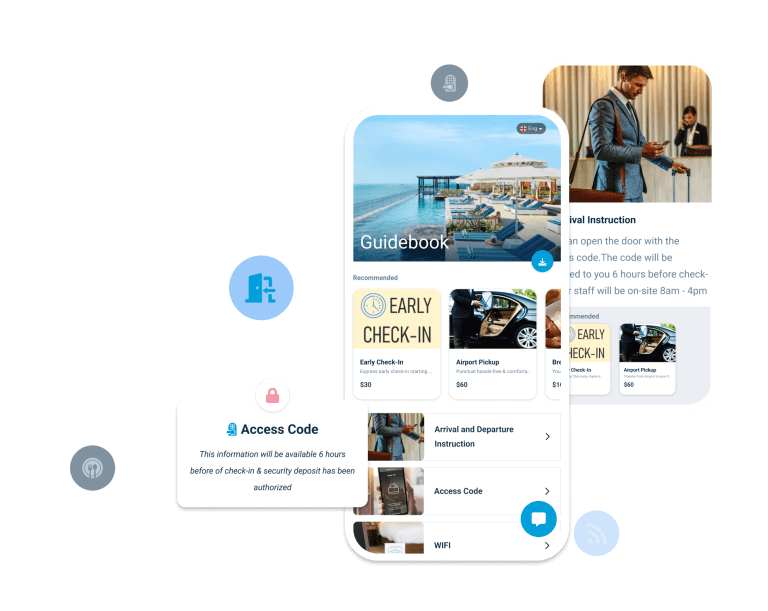 Eng
Guidebook
Recommended
EARLY
CHECK-IN
Early Check-In
Express early check-in starting ...
$30
Airport Pickup
Punctual hassle-free & comforta...
$60
Arrival and Departure
Instruction
Access Code
WIFI
Access Code
This information will be available 6 hours
before of check-in & security deposit has been
authorized
ival Instruction
an open the door with the
s code.The code will be
ed to you 6 hours before check-
r staff will be on-site 8am - 4pm
mmended
EARLY
HECK-IN
Check-In
Airport Pickup
$60